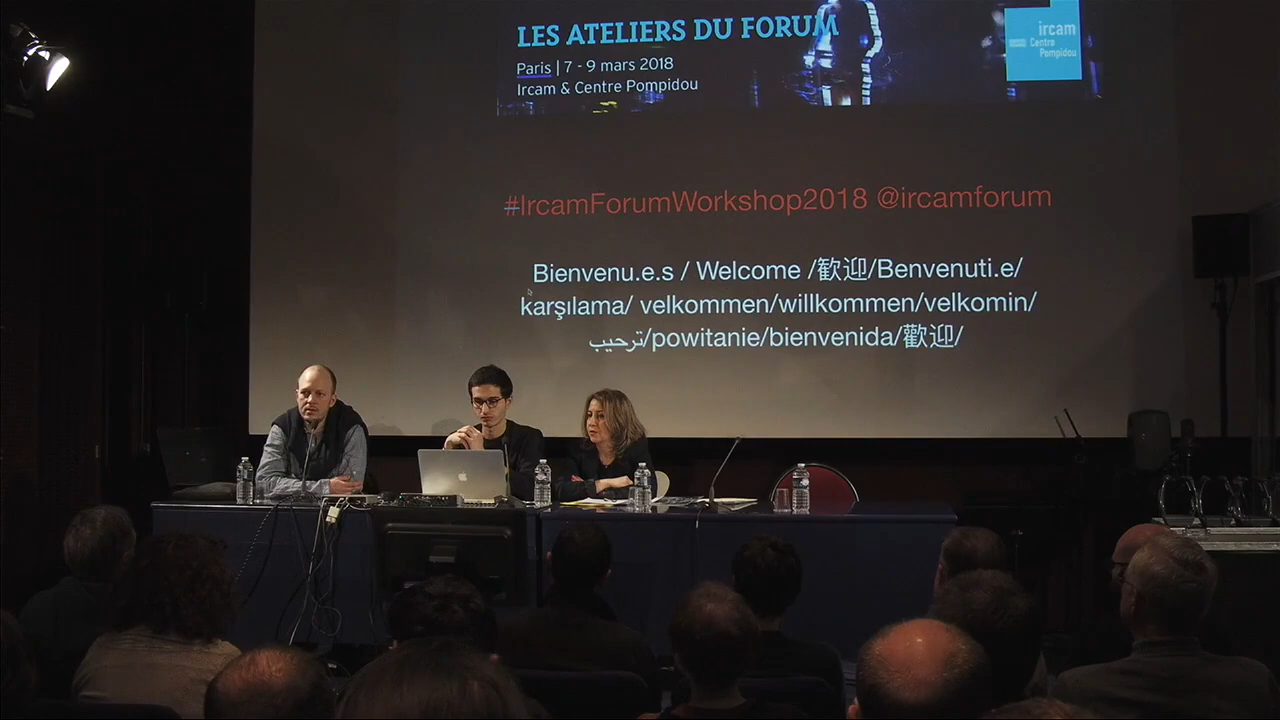 LES ATELIERS DU FORUM
Paris | 7 - 9 mars 2018
Ircam & Centre Pompidou
ircam
Centre
Pompidou
#IrcamForumWorkshop2018 @ircamforum
Bienvenu.e.s / Welcome /歡迎/Benvenuti.e/
karşılama/ velkommen/willkommen/velkomin/
ترحيب/powitanie/bienvenida/歡迎/